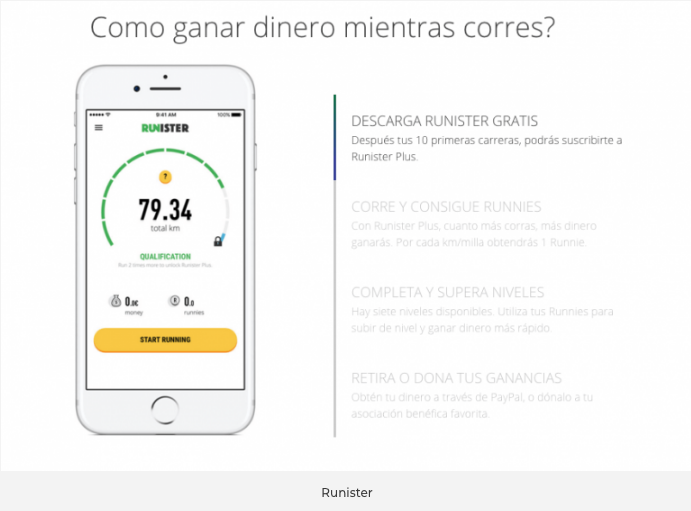 Como ganar dinero mientras corres?
9:41 AM
100%
RUNISTER
?
79.34
total km
QUALIFICATION
Run 2 times more to unlock Runister Plus.
0.0€
money
0.0
runnies
START RUNNING
DESCARGA RUNISTER GRATIS
Después tus 10 primeras carreras, podrás suscribirte a
Runister Plus.
CORRE Y CONSIGUE RUNNIES
Con Runister Plus, cuanto más corras, más dinero
ganarás. Por cada km/milla obtendrás 1 Runnie
COMPLETA Y SUPERA NIVELES
Hay siete niveles disponibles. Utiliza tus Runnies para
subir de nivel y ganar dinero más rápido.
RETIRA O DONA TUS GANANCIAS
Obtén tu dinero a través de PayPal, o dónalo a tu
asociación benéfica favorita.
Runister